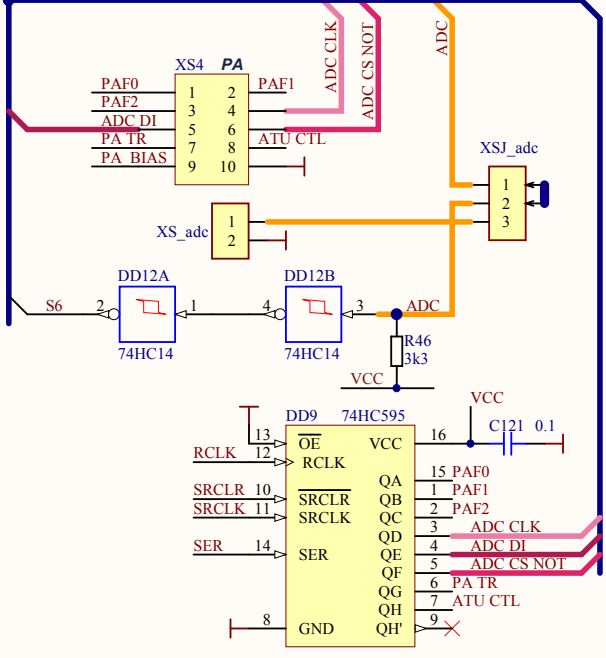 ADC CLK
ADC CS NOT
ADC
XS4 PA
PAF0 1 2 PAF1
PAF2 3 4
ADC DI 5 6
PA TR 7 8 ATU CTL
PA BIAS 9 10
XSJ_adc
1
2
3
XS_adc
1
2
DD12A
DD12B
S6 2 1 4 3 ADC
74HC14
74HC14
R46
3k3
VCC
VCC
DD9 74HC595
C121 0.1
13 OE VCC 16
RCLK 12 RCLK
QA 15 PAF0
SRCLR 10 SRCLR QB 1 PAF1
SRCLK 11 SRCLK QC 2 PAF2
QD 3 ADC CLK
SER 14 SER QE 4 ADC DI
QF 5 ADC CS NOT
QG 6 PA TR
QH 7 ATU CTL
8 GND QH' 9